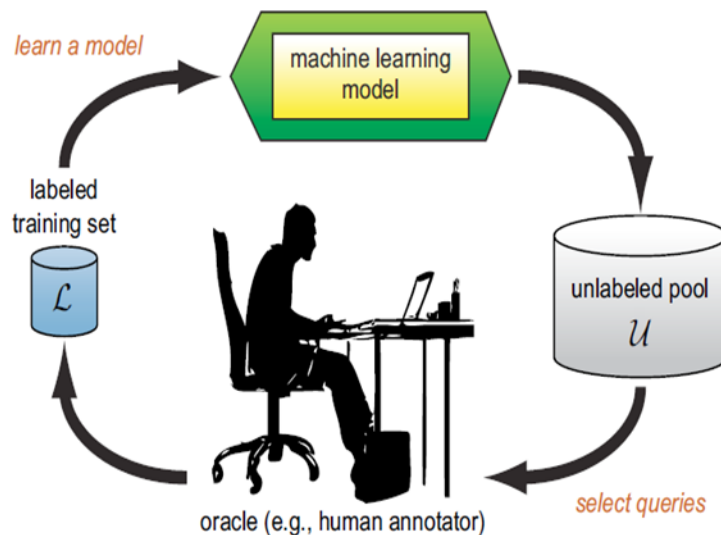 learn a model
machine learning
model
labeled
training set
ℒ
unlabeled pool
𝒰
oracle (e.g., human annotator)
select queries